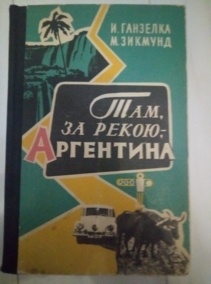 И. ГАНЗЕЛКА
М. ЗИКМУНД
ТАМ,
ЗА РЕКОЮ,-
АРГЕНТИНА